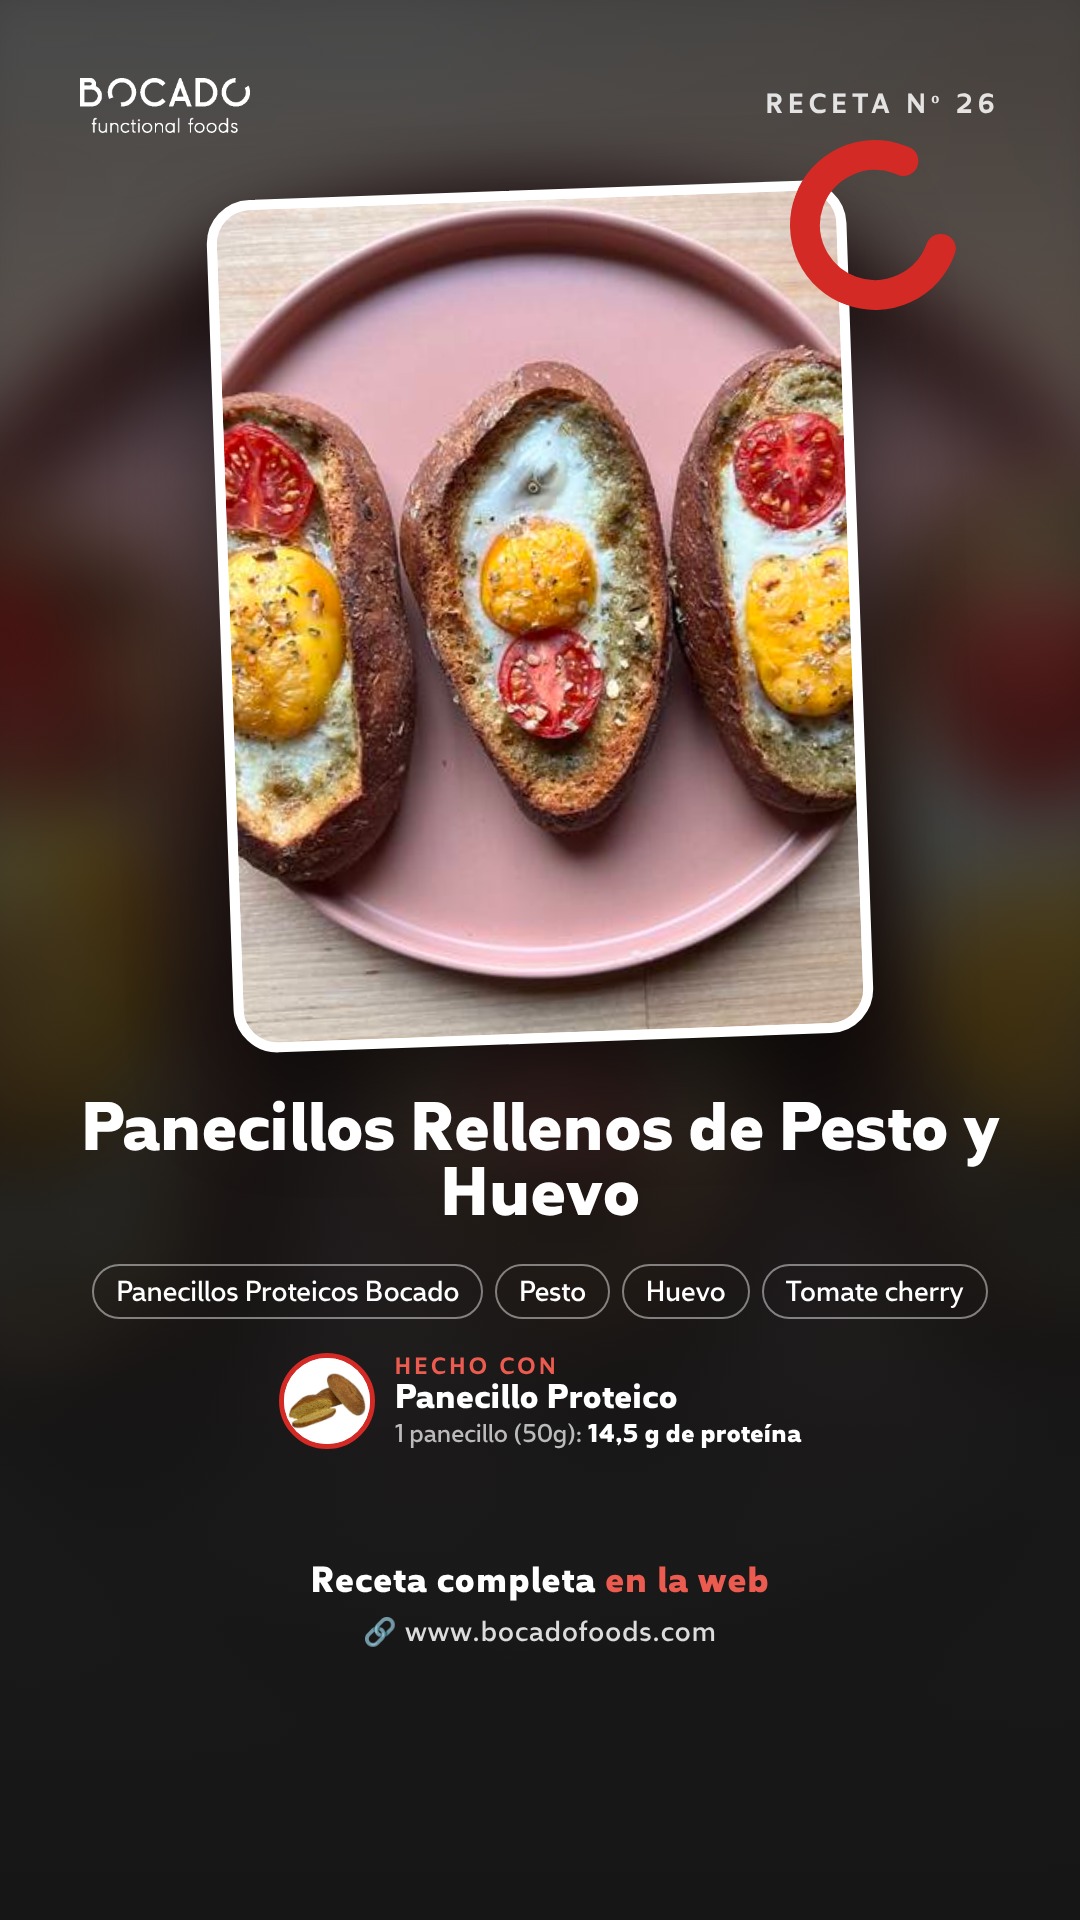 BOCADO
functional foods
RECETA Nº 26
Panecillos Rellenos de Pesto y
Huevo
Panecillos Proteicos Bocado
Pesto
Huevo
Tomate cherry
HECHO CON
Panecillo Proteico
1 panecillo (50g): 14,5 g de proteína
Receta completa en la web
🔗 www.bocadofoods.com